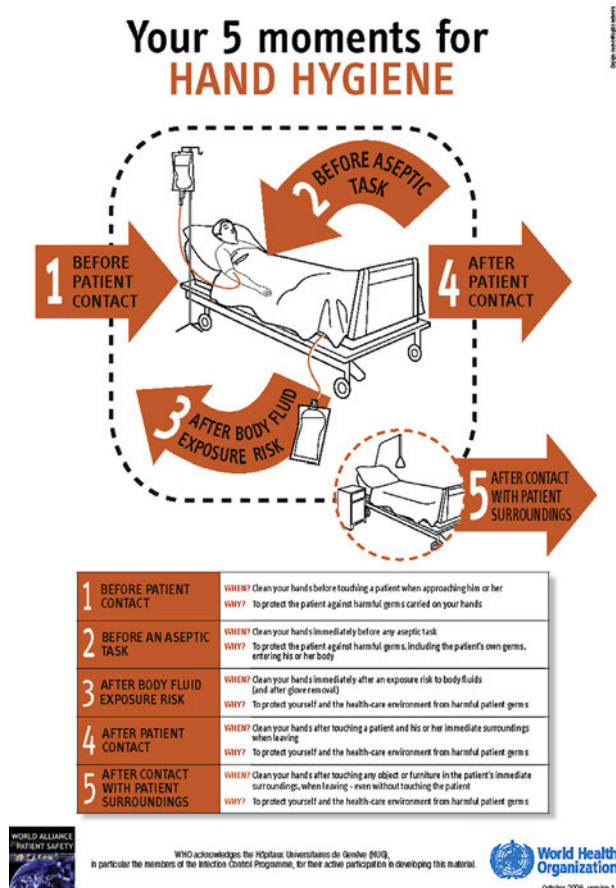 Your 5 moments for
HAND HYGIENE
2 BEFORE ASEPTIC
TASK
1 BEFORE
PATIENT
CONTACT
4 AFTER
PATIENT
CONTACT
3 AFTER BODY FLUID
EXPOSURE RISK
5 AFTER CONTACT
WITH PATIENT
SURROUNDINGS
1 BEFORE PATIENT
CONTACT
WHEN? Clean your hands before touching a patient when approaching him or her
WHY? To protect the patient against harmful germs carried on your hands
2 BEFORE AN ASEPTIC
TASK
WHEN? Clean your hands immediately before any aseptic task
WHY? To protect the patient against harmful germs, including the patient's own germs,
entering his or her body
3 AFTER BODY FLUID
EXPOSURE RISK
WHEN? Clean your hands immediately after an exposure risk to body fluids
(and after glove removal)
WHY? To protect yourself and the health-care environment from harmful patient germs
4 AFTER PATIENT
CONTACT
WHEN? Clean your hands after touching a patient and his or her immediate surroundings
when leaving
WHY? To protect yourself and the health-care environment from harmful patient germs
5 AFTER CONTACT
WITH PATIENT
SURROUNDINGS
WHEN? Clean your hands after touching any object or furniture in the patient's immediate
surroundings, when leaving - even without touching the patient
WHY? To protect yourself and the health-care environment from harmful patient germs
WORLD ALLIANCE
PATIENT SAFETY
WHO acknowledges the Hôpitaux Universitaires de Genève (HUG),
in particular the members of the Infection Control Programme, for their active participation in developing this material.
World Health
Organization
October 2006, version